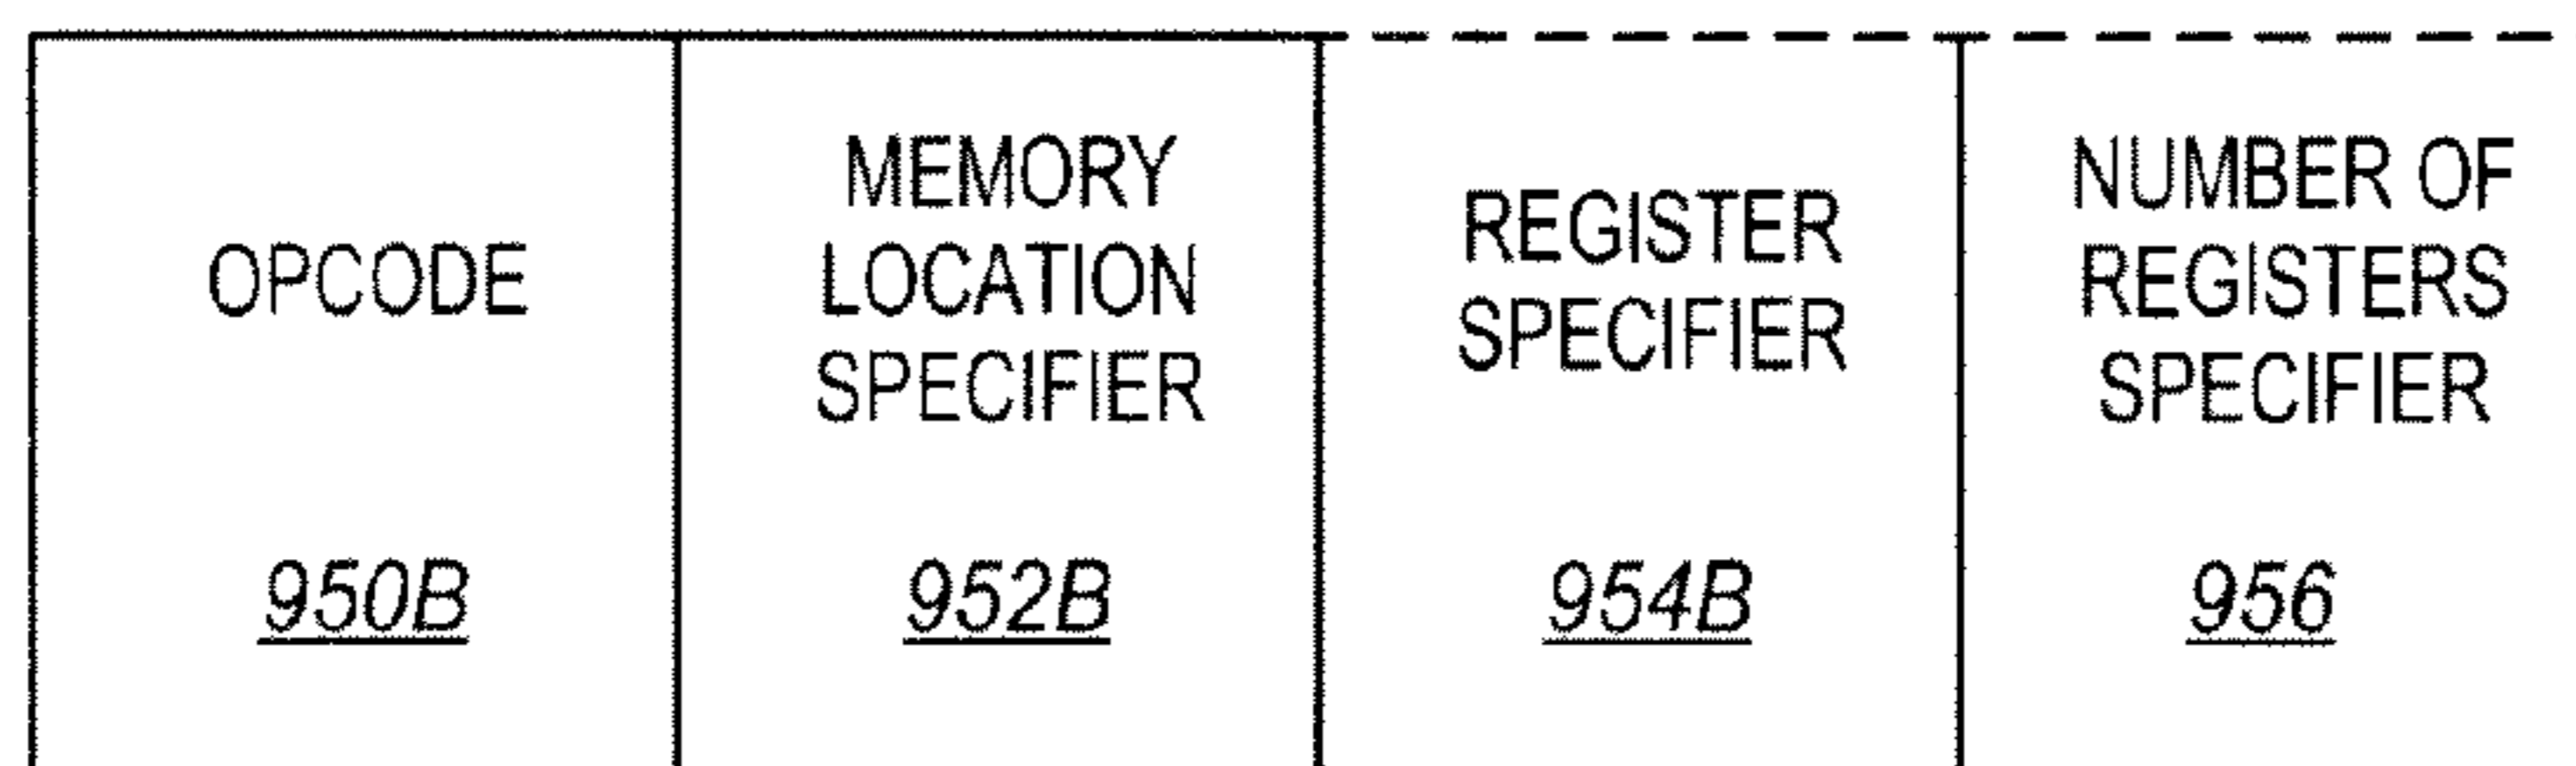 OPCODE
950B
MEMORY
LOCATION
SPECIFIER
952B
REGISTER
SPECIFIER
954B
NUMBER OF
REGISTERS
SPECIFIER
956